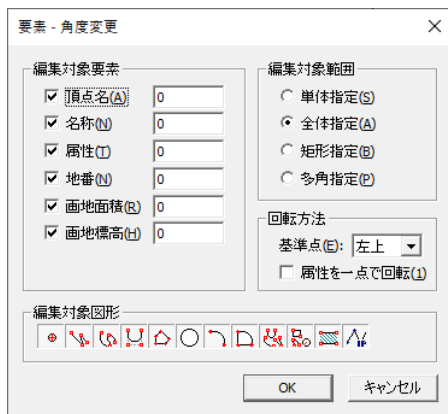 要素 - 角度変更
編集対象要素
頂点名(A) 0
名称(N) 0
属性(T) 0
地番(N) 0
画地面積(R) 0
画地標高(H) 0
編集対象範囲
単体指定(S)
全体指定(A)
矩形指定(B)
多角指定(P)
回転方法
基準点(E): 左上
属性を一点で回転(1)
編集対象図形
IP
OK キャンセル